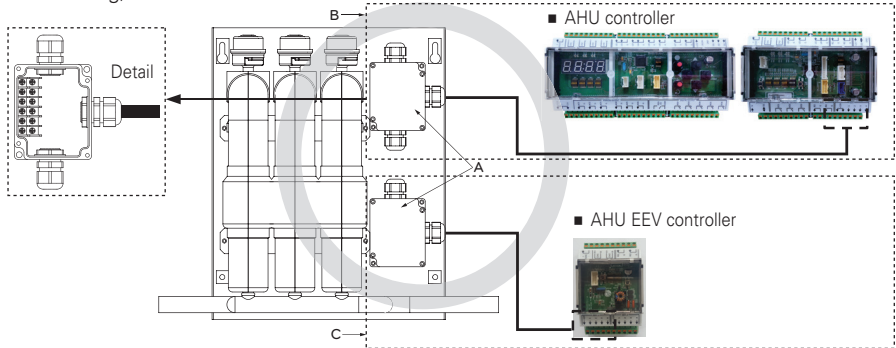 B
■ AHU controller
Detail
A
■ AHU EEV controller
C